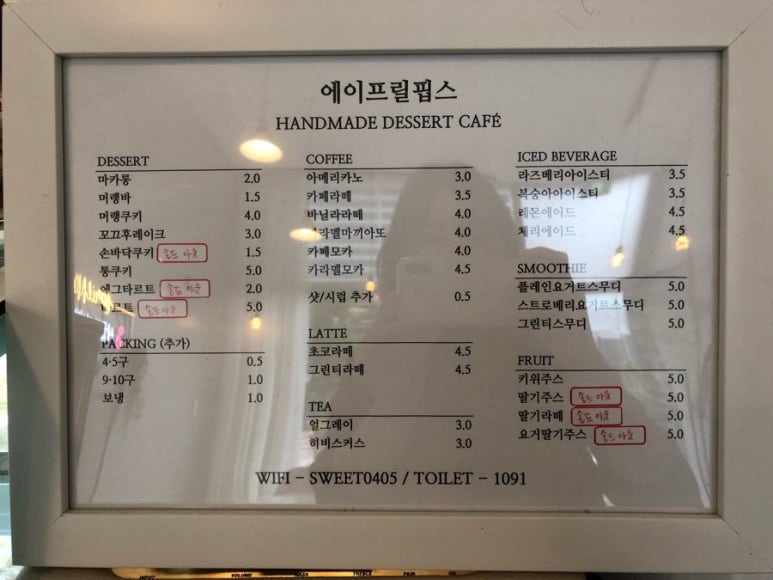 에이프릴핍스
HANDMADE DESSERT CAFÉ
DESSERT
마카롱 2.0
머랭바 1.5
머랭쿠키 4.0
꼬끄후레이크 3.0
손바닥쿠키 솔드아웃 1.5
통쿠키 5.0
에그타르트 솔드아웃 2.0
타르트 솔드아웃 5.0
PACKING (추가)
4·5구 0.5
9·10구 1.0
보냉 1.0
COFFEE
아메리카노 3.0
카페라떼 3.5
바닐라라떼 4.0
카라멜마끼아또 4.0
카페모카 4.0
카라멜모카 4.5
샷/시럽 추가 0.5
LATTE
초코라떼 4.5
그린티라떼 4.5
TEA
얼그레이 3.0
히비스커스 3.0
ICED BEVERAGE
라즈베리아이스티 3.5
복숭아아이스티 3.5
레몬에이드 4.5
체리에이드 4.5
SMOOTHIE
플레인요거트스무디 5.0
스트로베리요거트스무디 5.0
그린티스무디 5.0
FRUIT
키위주스 5.0
딸기주스 솔드아웃 5.0
딸기라떼 솔드아웃 5.0
요거딸기주스 솔드아웃 5.0
WIFI - SWEET0405 / TOILET - 1091